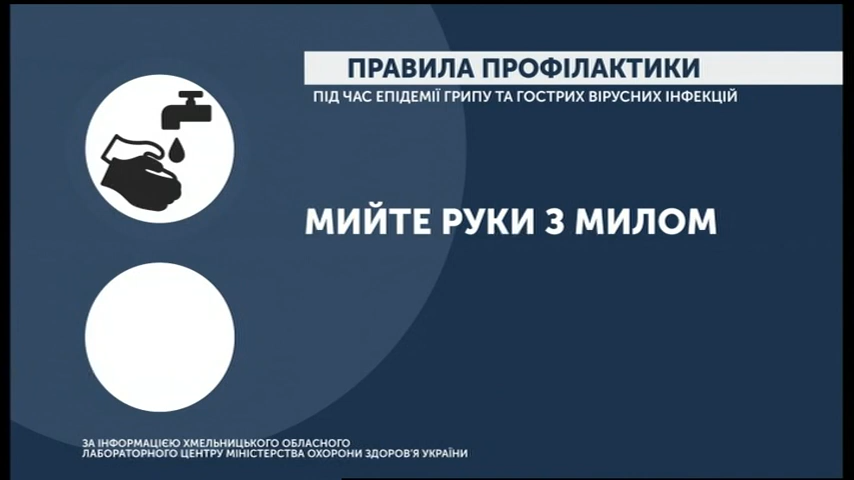 ПРАВИЛА ПРОФІЛАКТИКИ
ПІД ЧАС ЕПІДЕМІЇ ГРИПУ ТА ГОСТРИХ ВІРУСНИХ ІНФЕКЦІЙ
МИЙТЕ РУКИ З МИЛОМ
ЗА ІНФОРМАЦІЄЮ ХМЕЛЬНИЦЬКОГО ОБЛАСНОГО
ЛАБОРАТОРНОГО ЦЕНТРУ МІНІСТЕРСТВА ОХОРОНИ ЗДОРОВ'Я УКРАЇНИ